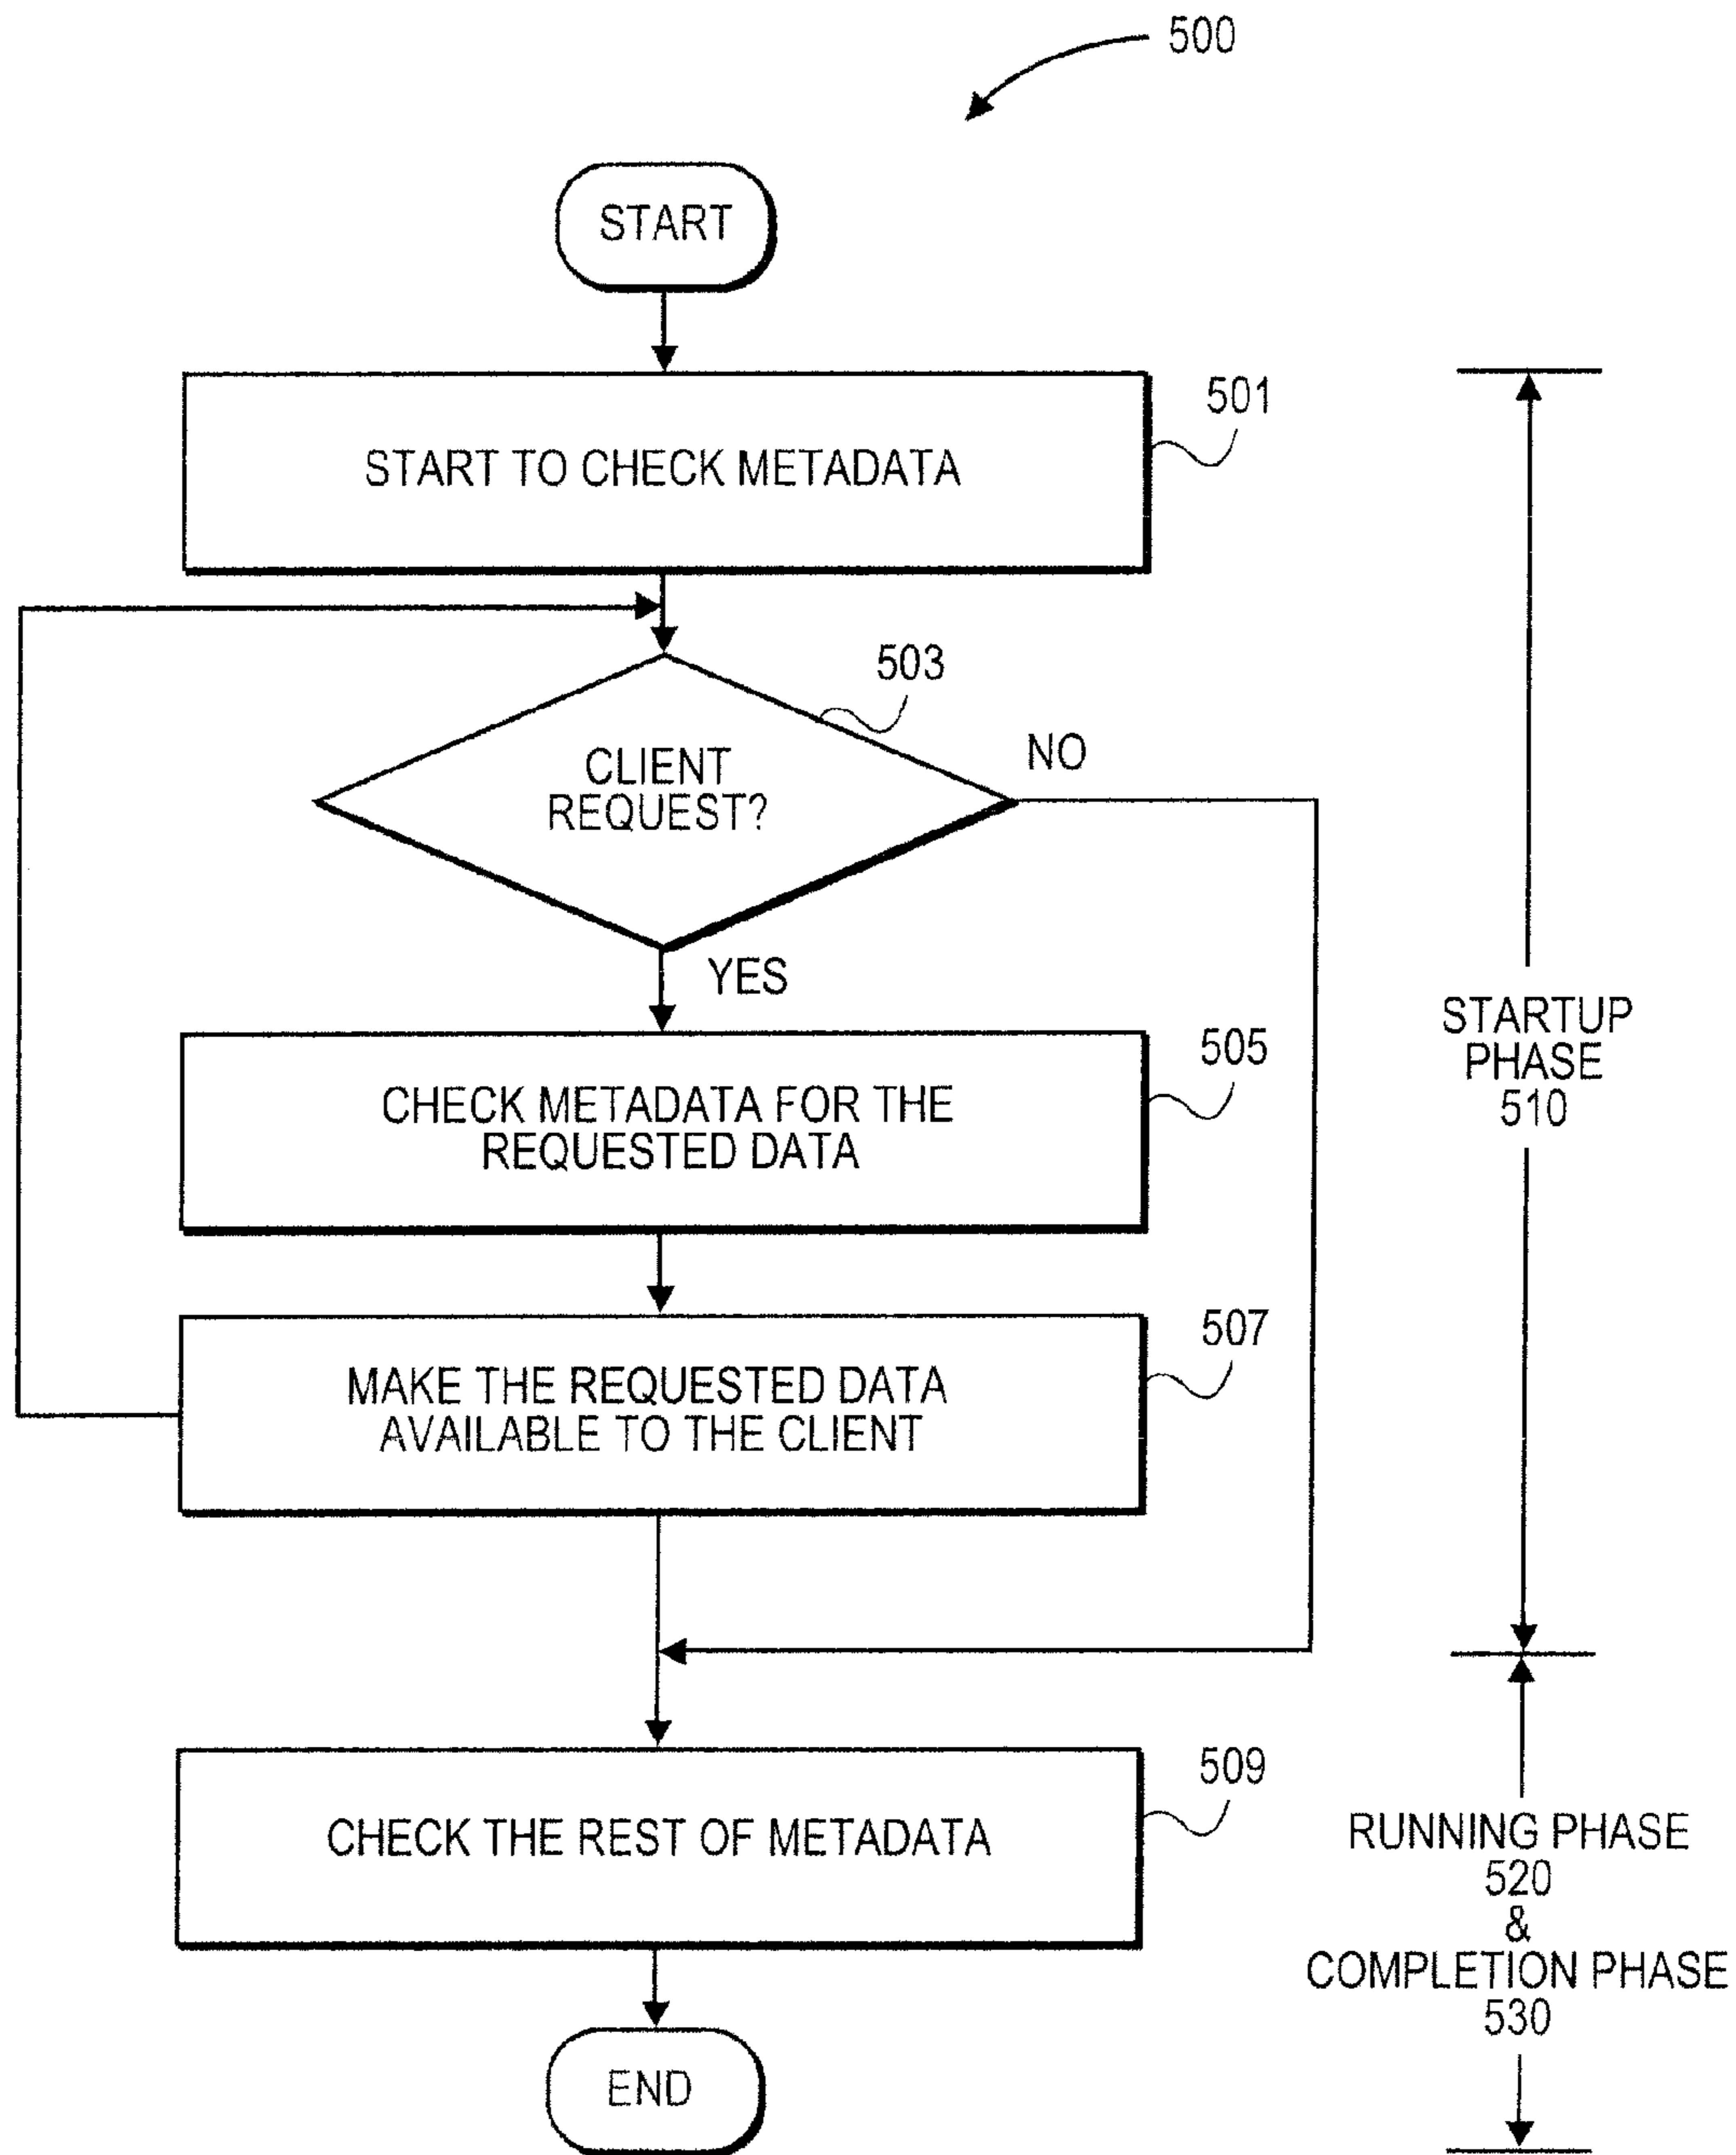 500
START
501
START TO CHECK METADATA
503
CLIENT
REQUEST?
NO
YES
505
CHECK METADATA FOR THE
REQUESTED DATA
507
MAKE THE REQUESTED DATA
AVAILABLE TO THE CLIENT
509
CHECK THE REST OF METADATA
END
STARTUP
PHASE
510
RUNNING PHASE
520
&
COMPLETION PHASE
530